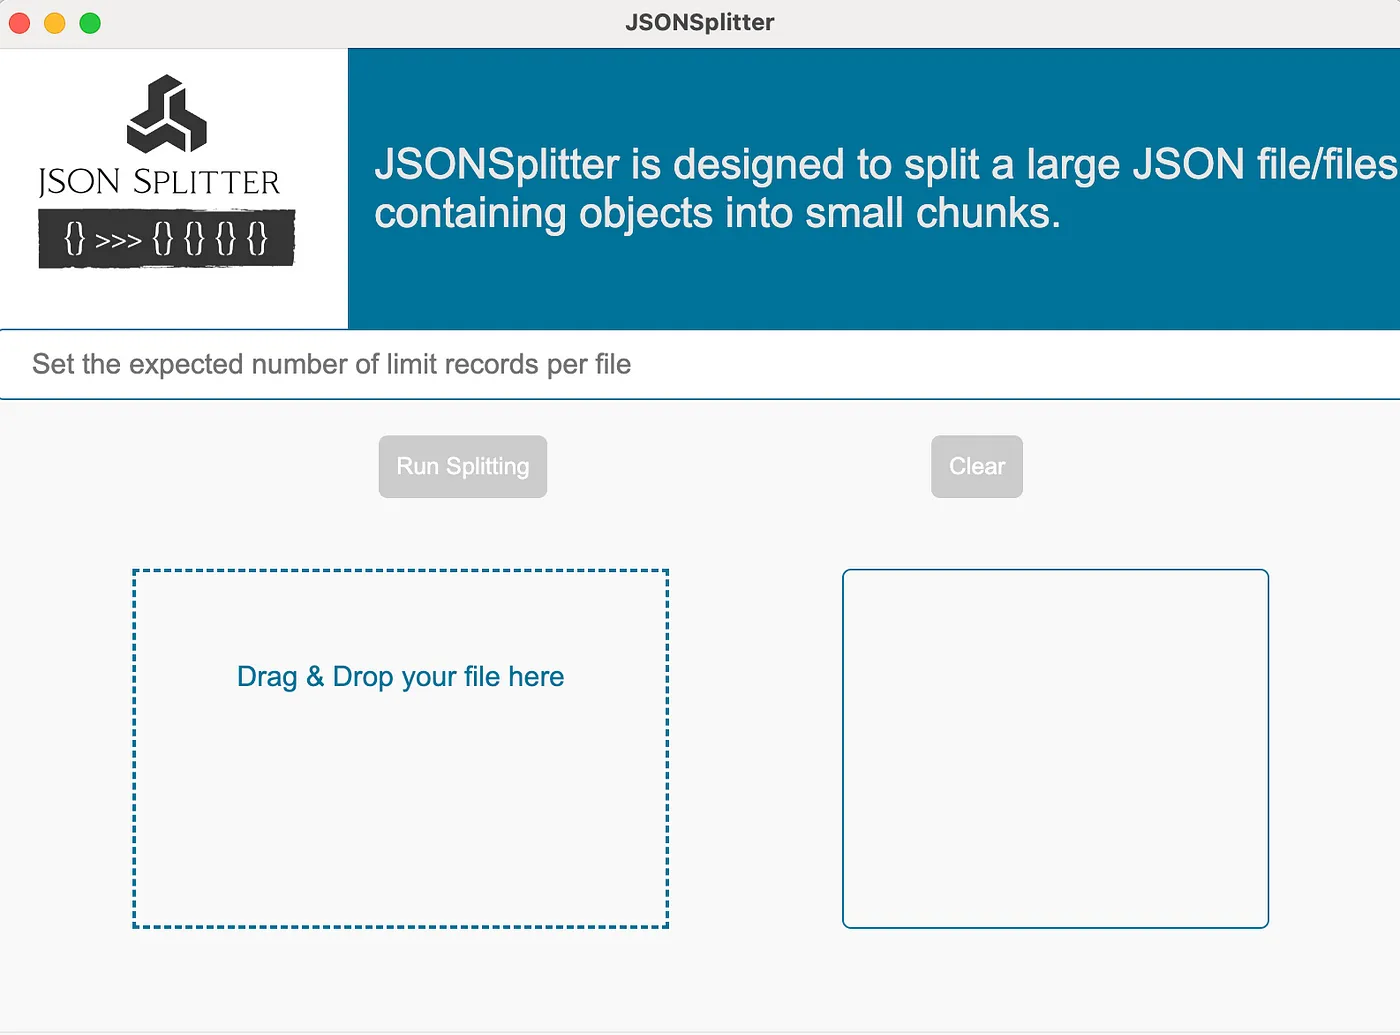 JSONSplitter
JSON SPLITTER
{} >>> {} {} {} {}
JSONSplitter is designed to split a large JSON file/files
containing objects into small chunks.
Set the expected number of limit records per file
Run Splitting
Clear
Drag & Drop your file here